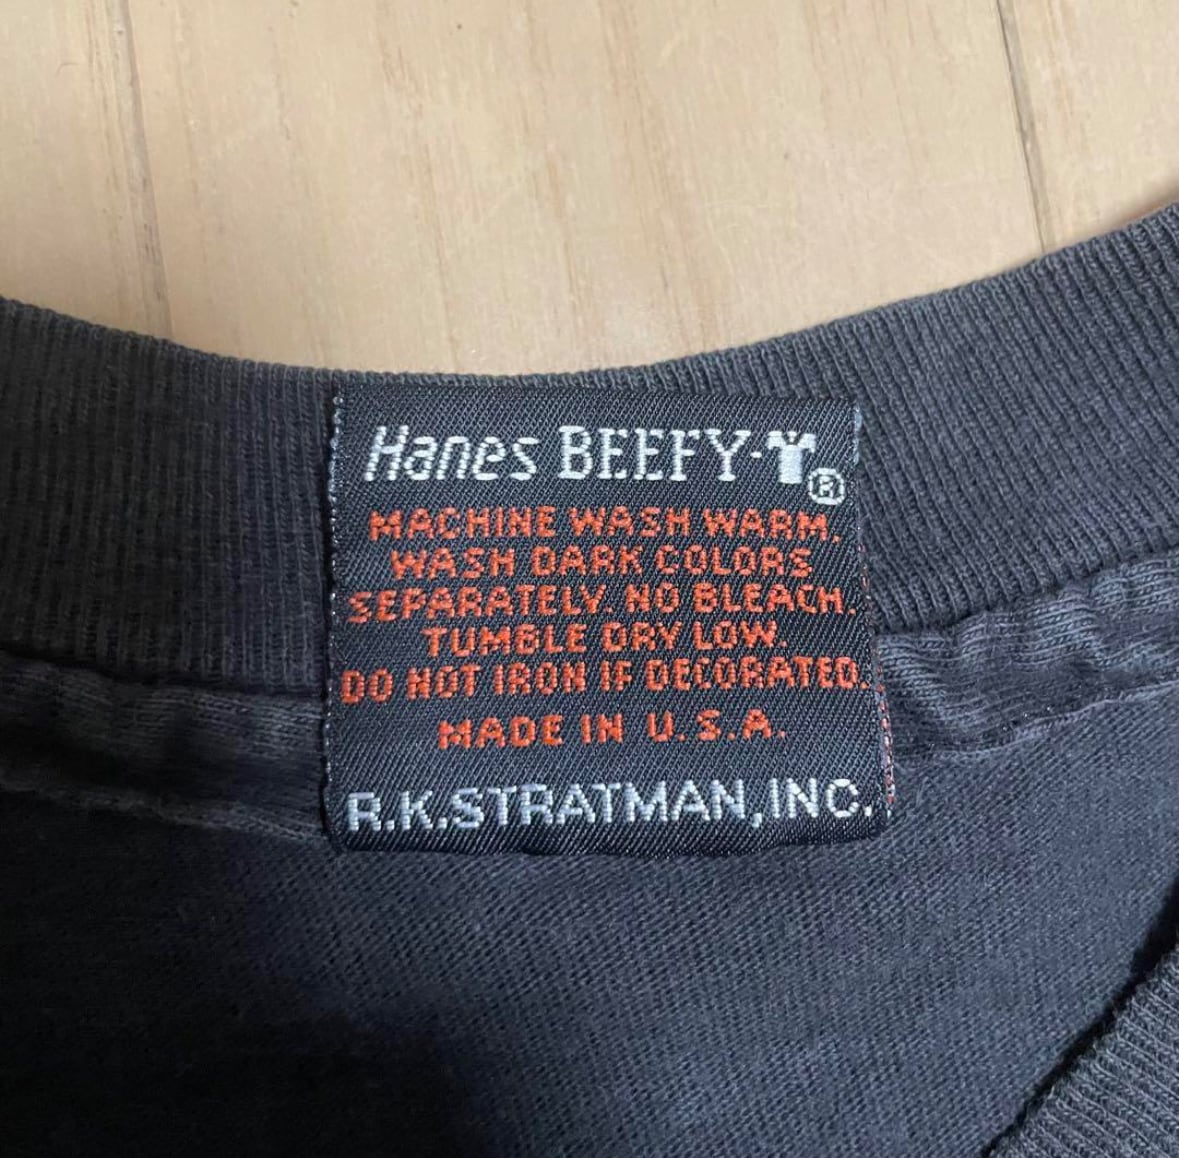 Hanes BEEFY-T®
MACHINE WASH WARM.
WASH DARK COLORS
SEPARATELY. NO BLEACH.
TUMBLE DRY LOW.
DO NOT IRON IF DECORATED.
MADE IN U.S.A.
R.K.STRATMAN,INC.